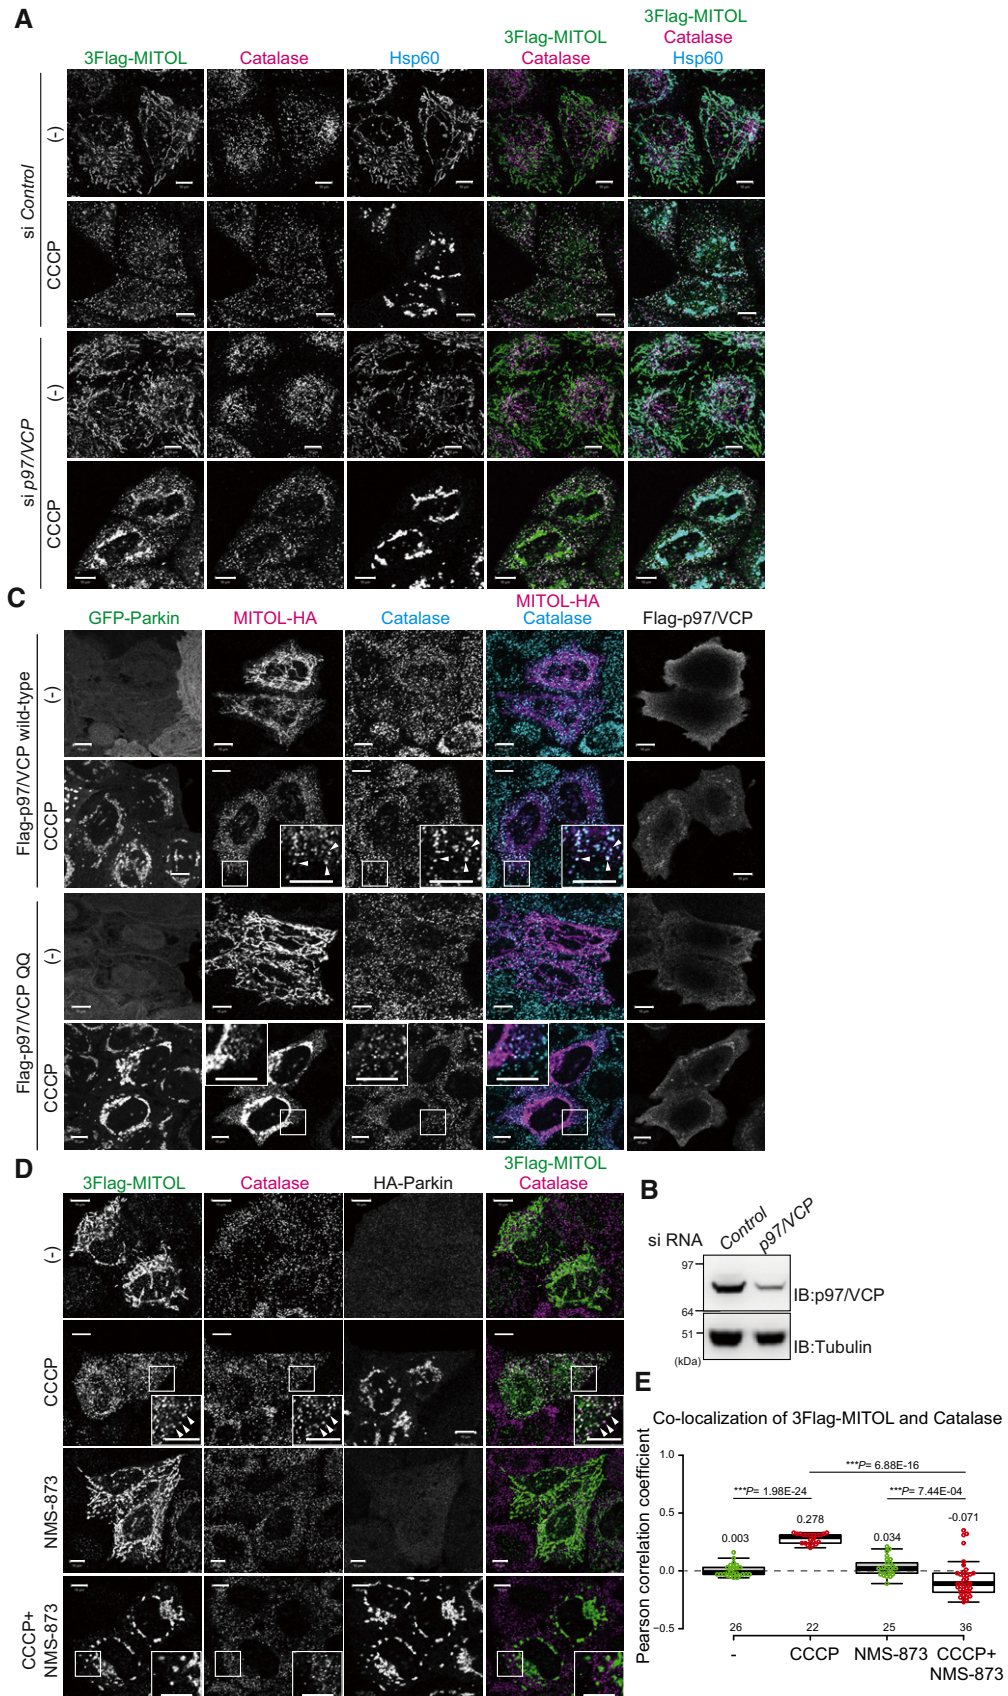 A
3Flag-MITOL
Catalase
Hsp60
3Flag-MITOL
Catalase
3Flag-MITOL
Catalase
Hsp60
si Control
(-)
CCCP
si p97/VCP
(-)
CCCP
C
GFP-Parkin
MITOL-HA
Catalase
MITOL-HA
Catalase
Flag-p97/VCP
Flag-p97/VCP wild-type
(-)
CCCP
Flag-p97/VCP QQ
(-)
CCCP
D
3Flag-MITOL
Catalase
HA-Parkin
3Flag-MITOL
Catalase
(-)
CCCP
NMS-873
CCCP+
NMS-873
B
si RNA
Control
p97/VCP
97
64
51
(kDa)
IB:p97/VCP
IB:Tubulin
E
Co-localization of 3Flag-MITOL and Catalase
Pearson correlation coefficient
1.0
0.5
0.0
−0.5
***P= 6.88E-16
***P= 1.98E-24
***P= 7.44E-04
0.003
0.278
0.034
-0.071
26
22
25
36
-
CCCP
NMS-873
CCCP+
NMS-873